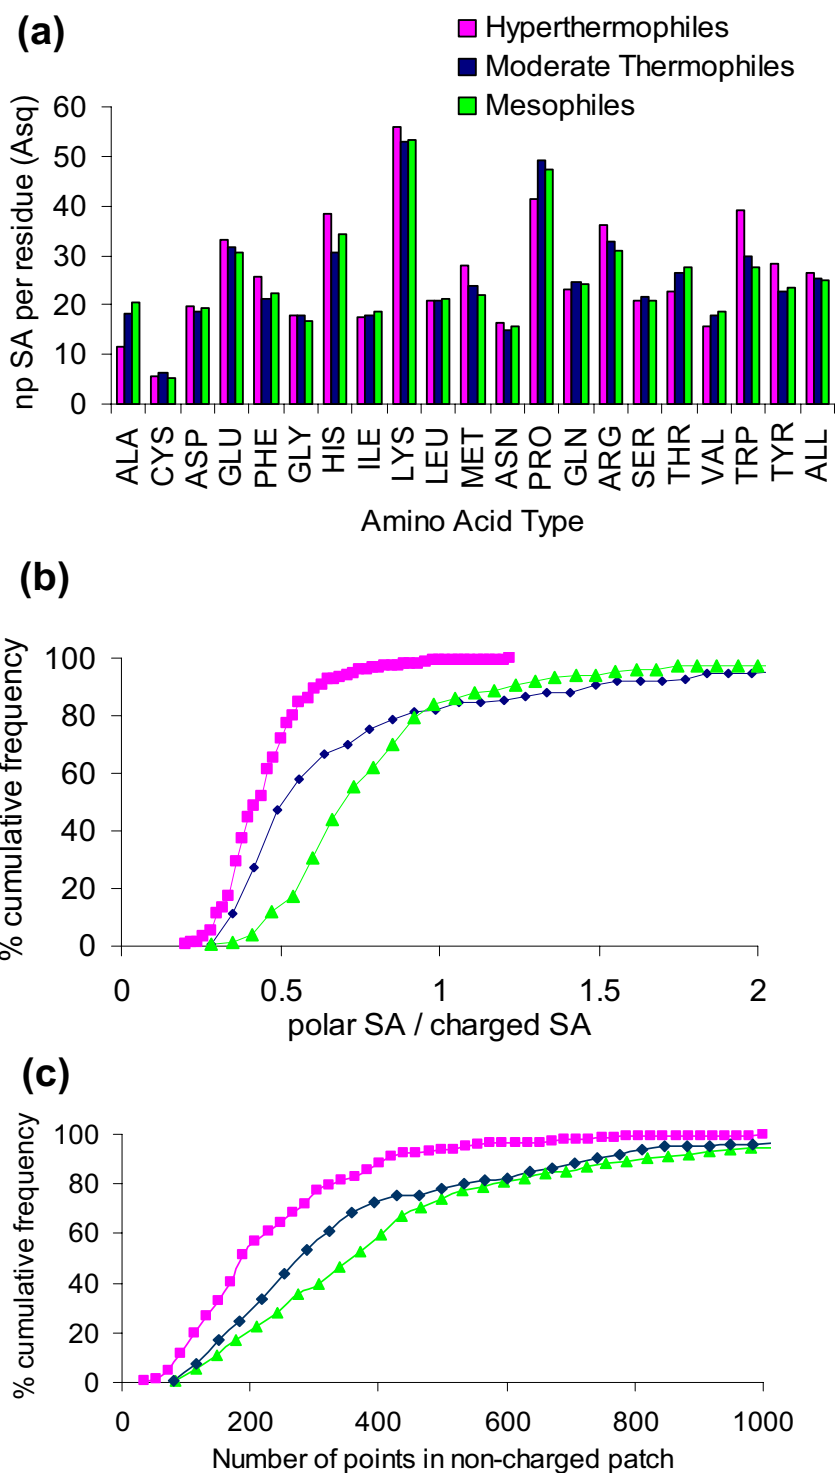 (a)
Hyperthermophiles
Moderate Thermophiles
Mesophiles
np SA per residue (Asq)
60
50
40
30
20
10
0
ALA CYS ASP GLU PHE GLY HIS ILE LYS LEU MET ASN PRO GLN ARG SER THR VAL TRP TYR ALL
Amino Acid Type
(b)
% cumulative frequency
100
80
60
40
20
0
0 0.5 1 1.5 2
polar SA / charged SA
(c)
% cumulative frequency
100
80
60
40
20
0
0 200 400 600 800 1000
Number of points in non-charged patch